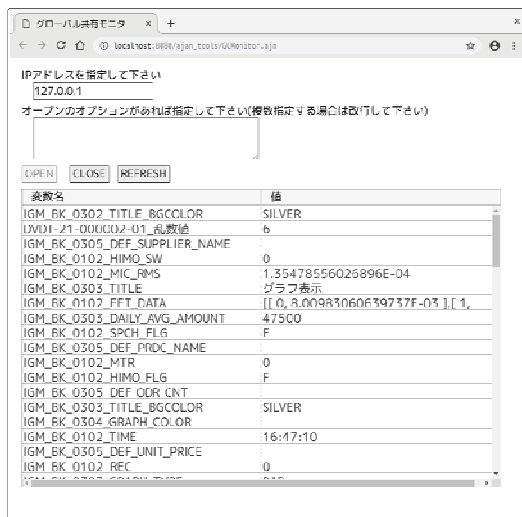 グローバル共有モニタ × +
×
localhost:8080/ajan_tools/GCMonitor.ajn
IPアドレスを指定して下さい
127.0.0.1
オープンのオプションがあれば指定して下さい(複数指定する場合は改行して下さい)
OPEN CLOSE REFRESH
変数名 値
IGM_BK_0302_TITLE_BGCOLOR SILVER
DVDT-21-000002-01_乱数値 6
IGM_BK_0305_DEF_SUPPLIER_NAME
IGM_BK_0102_HIMO_SW 0
IGM_BK_0102_MIC_RMS 1.35478556026896E-04
IGM_BK_0303_TITLE グラフ表示
IGM_BK_0102_FFT_DATA [[ 0, 8.00983060639737E-03 ],[ 1,
IGM_BK_0303_DAILY_AVG_AMOUNT 47500
IGM_BK_0102_SPCH_FLG F
IGM_BK_0305_DEF_PRDC_NAME
IGM_BK_0102_MTR 0
IGM_BK_0102_HIMO_FLG F
IGM_BK_0305_DEF_ODR_CNT
IGM_BK_0303_TITLE_BGCOLOR SILVER
IGM_BK_0304_GRAPH_COLOR
IGM_BK_0102_TIME 16:47:10
IGM_BK_0305_DEF_UNIT_PRICE
IGM_BK_0102_REC 0